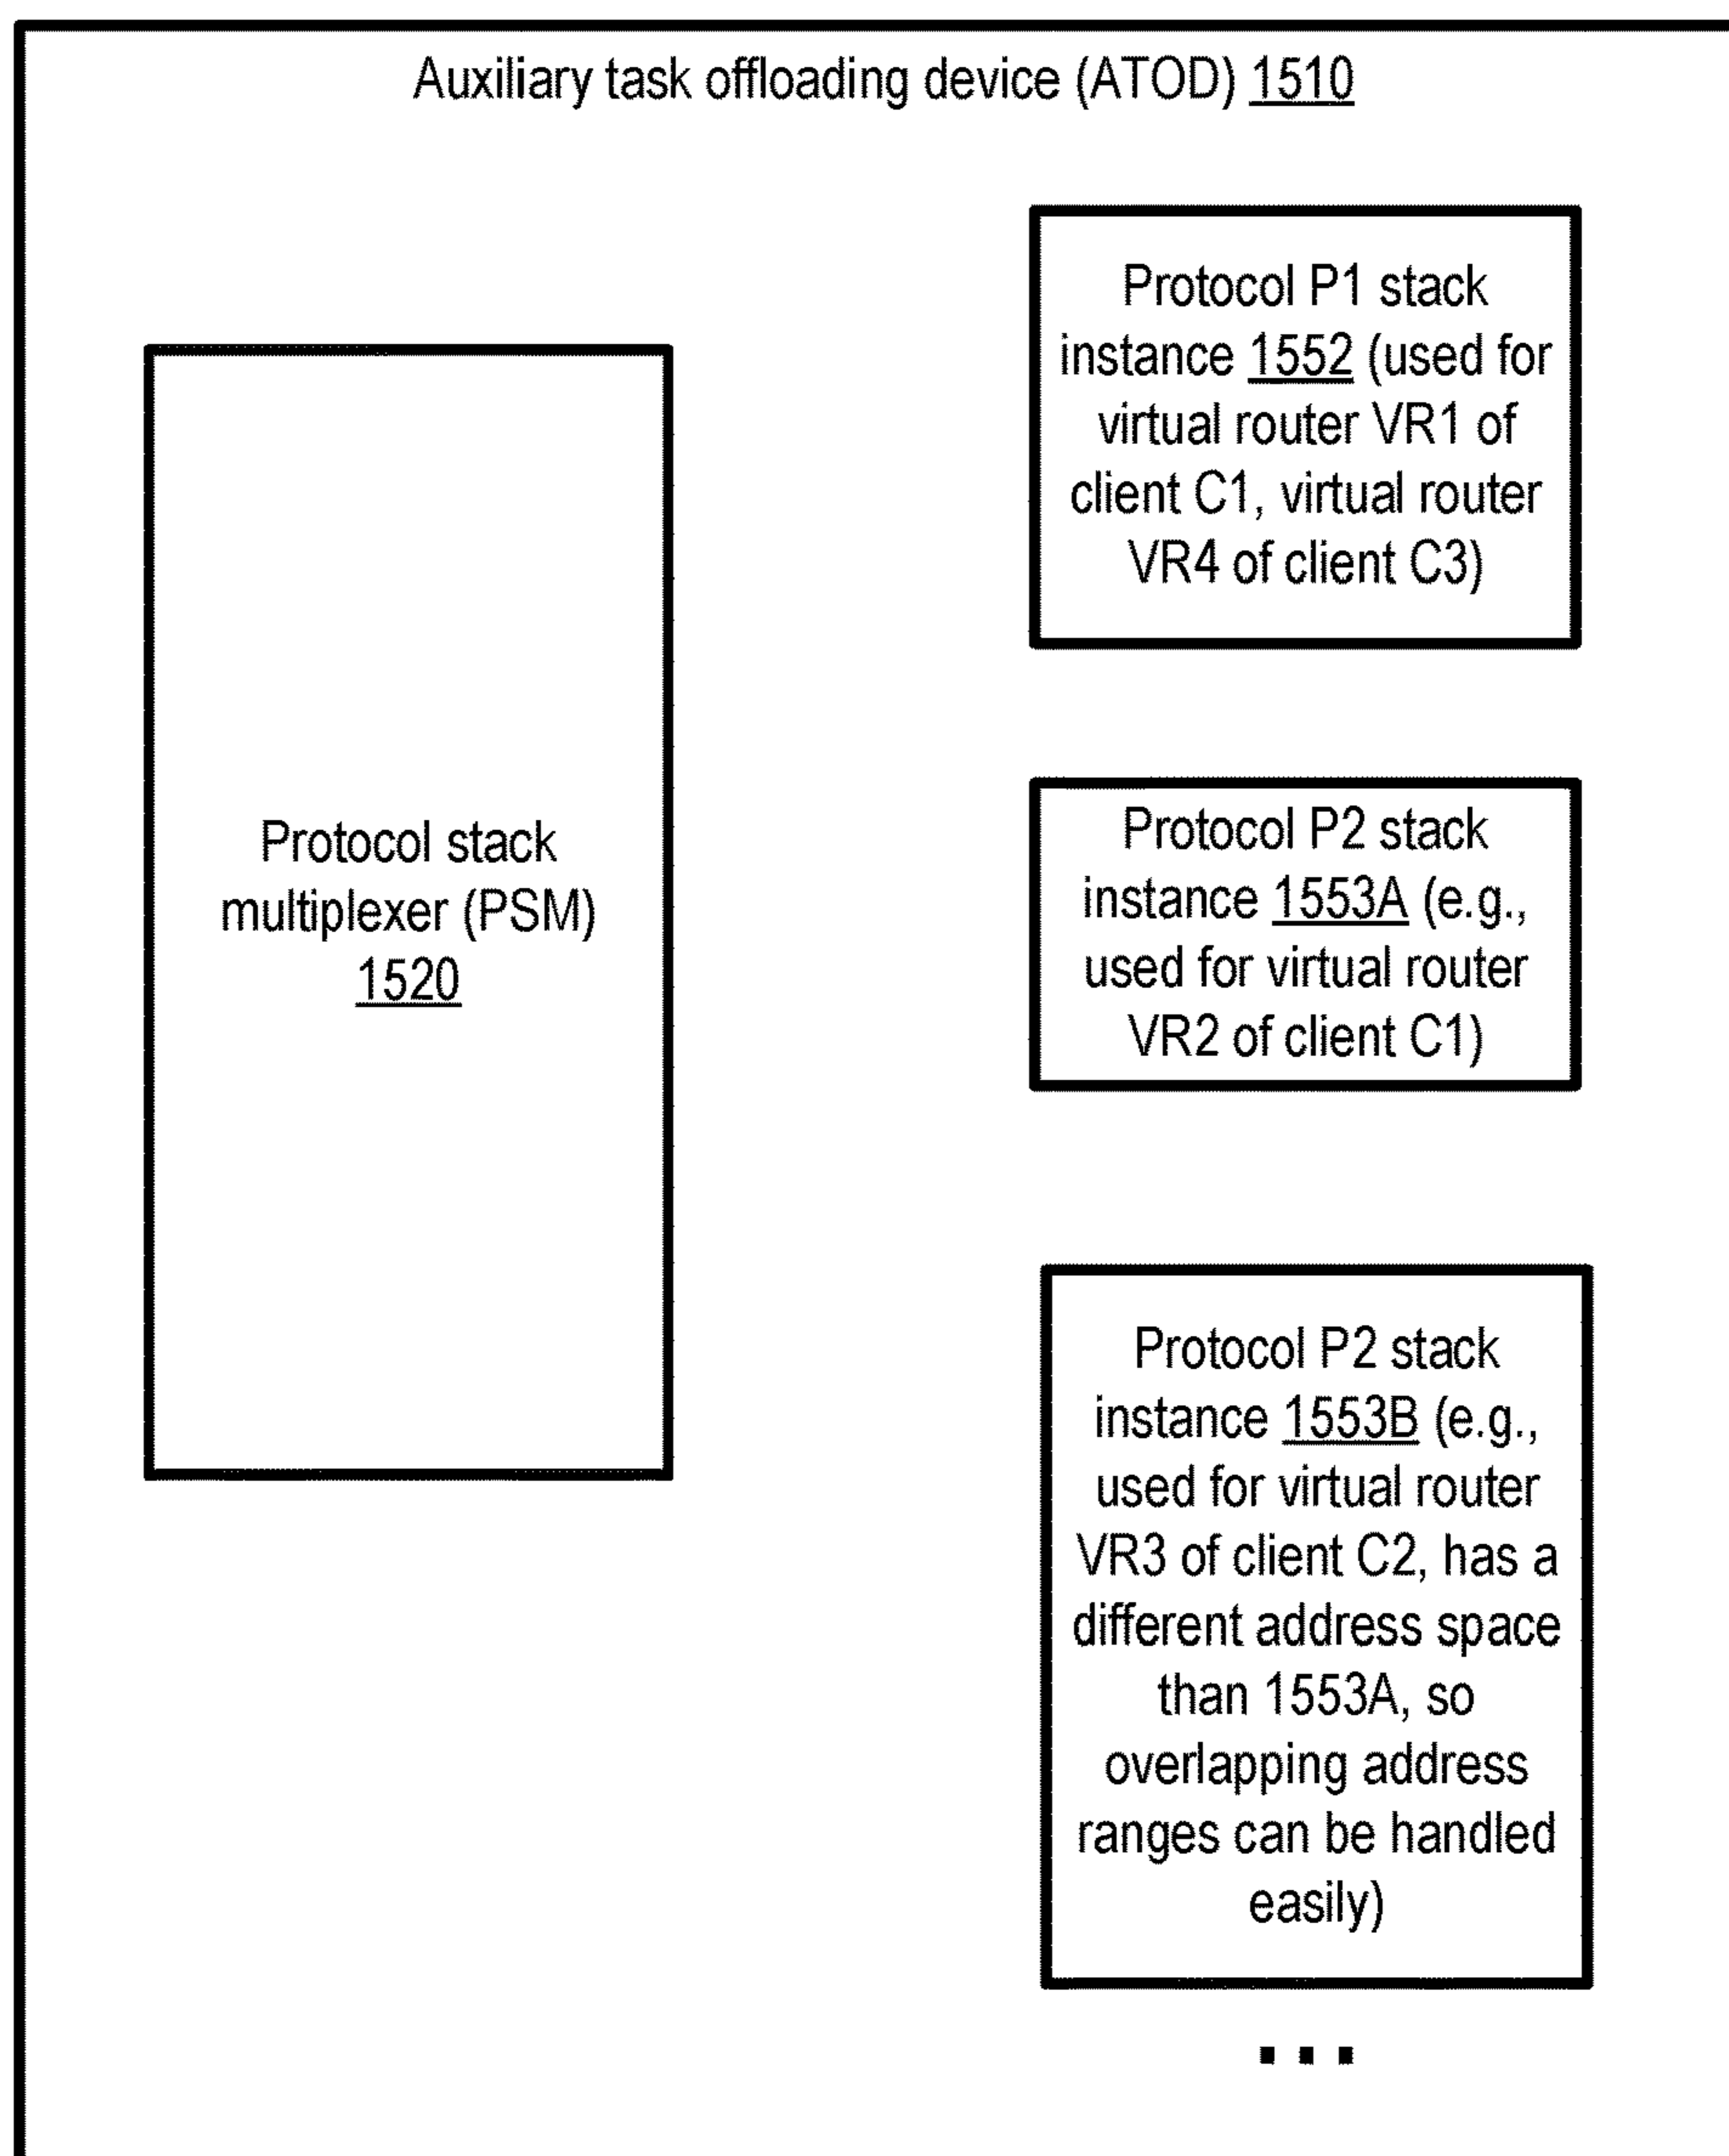 Auxiliary task offloading device (ATOD) 1510
Protocol P1 stack
instance 1552 (used for
virtual router VR1 of
client C1, virtual router
VR4 of client C3)
Protocol stack
multiplexer (PSM)
1520
Protocol P2 stack
instance 1553A (e.g.,
used for virtual router
VR2 of client C1)
Protocol P2 stack
instance 1553B (e.g.,
used for virtual router
VR3 of client C2, has a
different address space
than 1553A, so
overlapping address
ranges can be handled
easily)
...